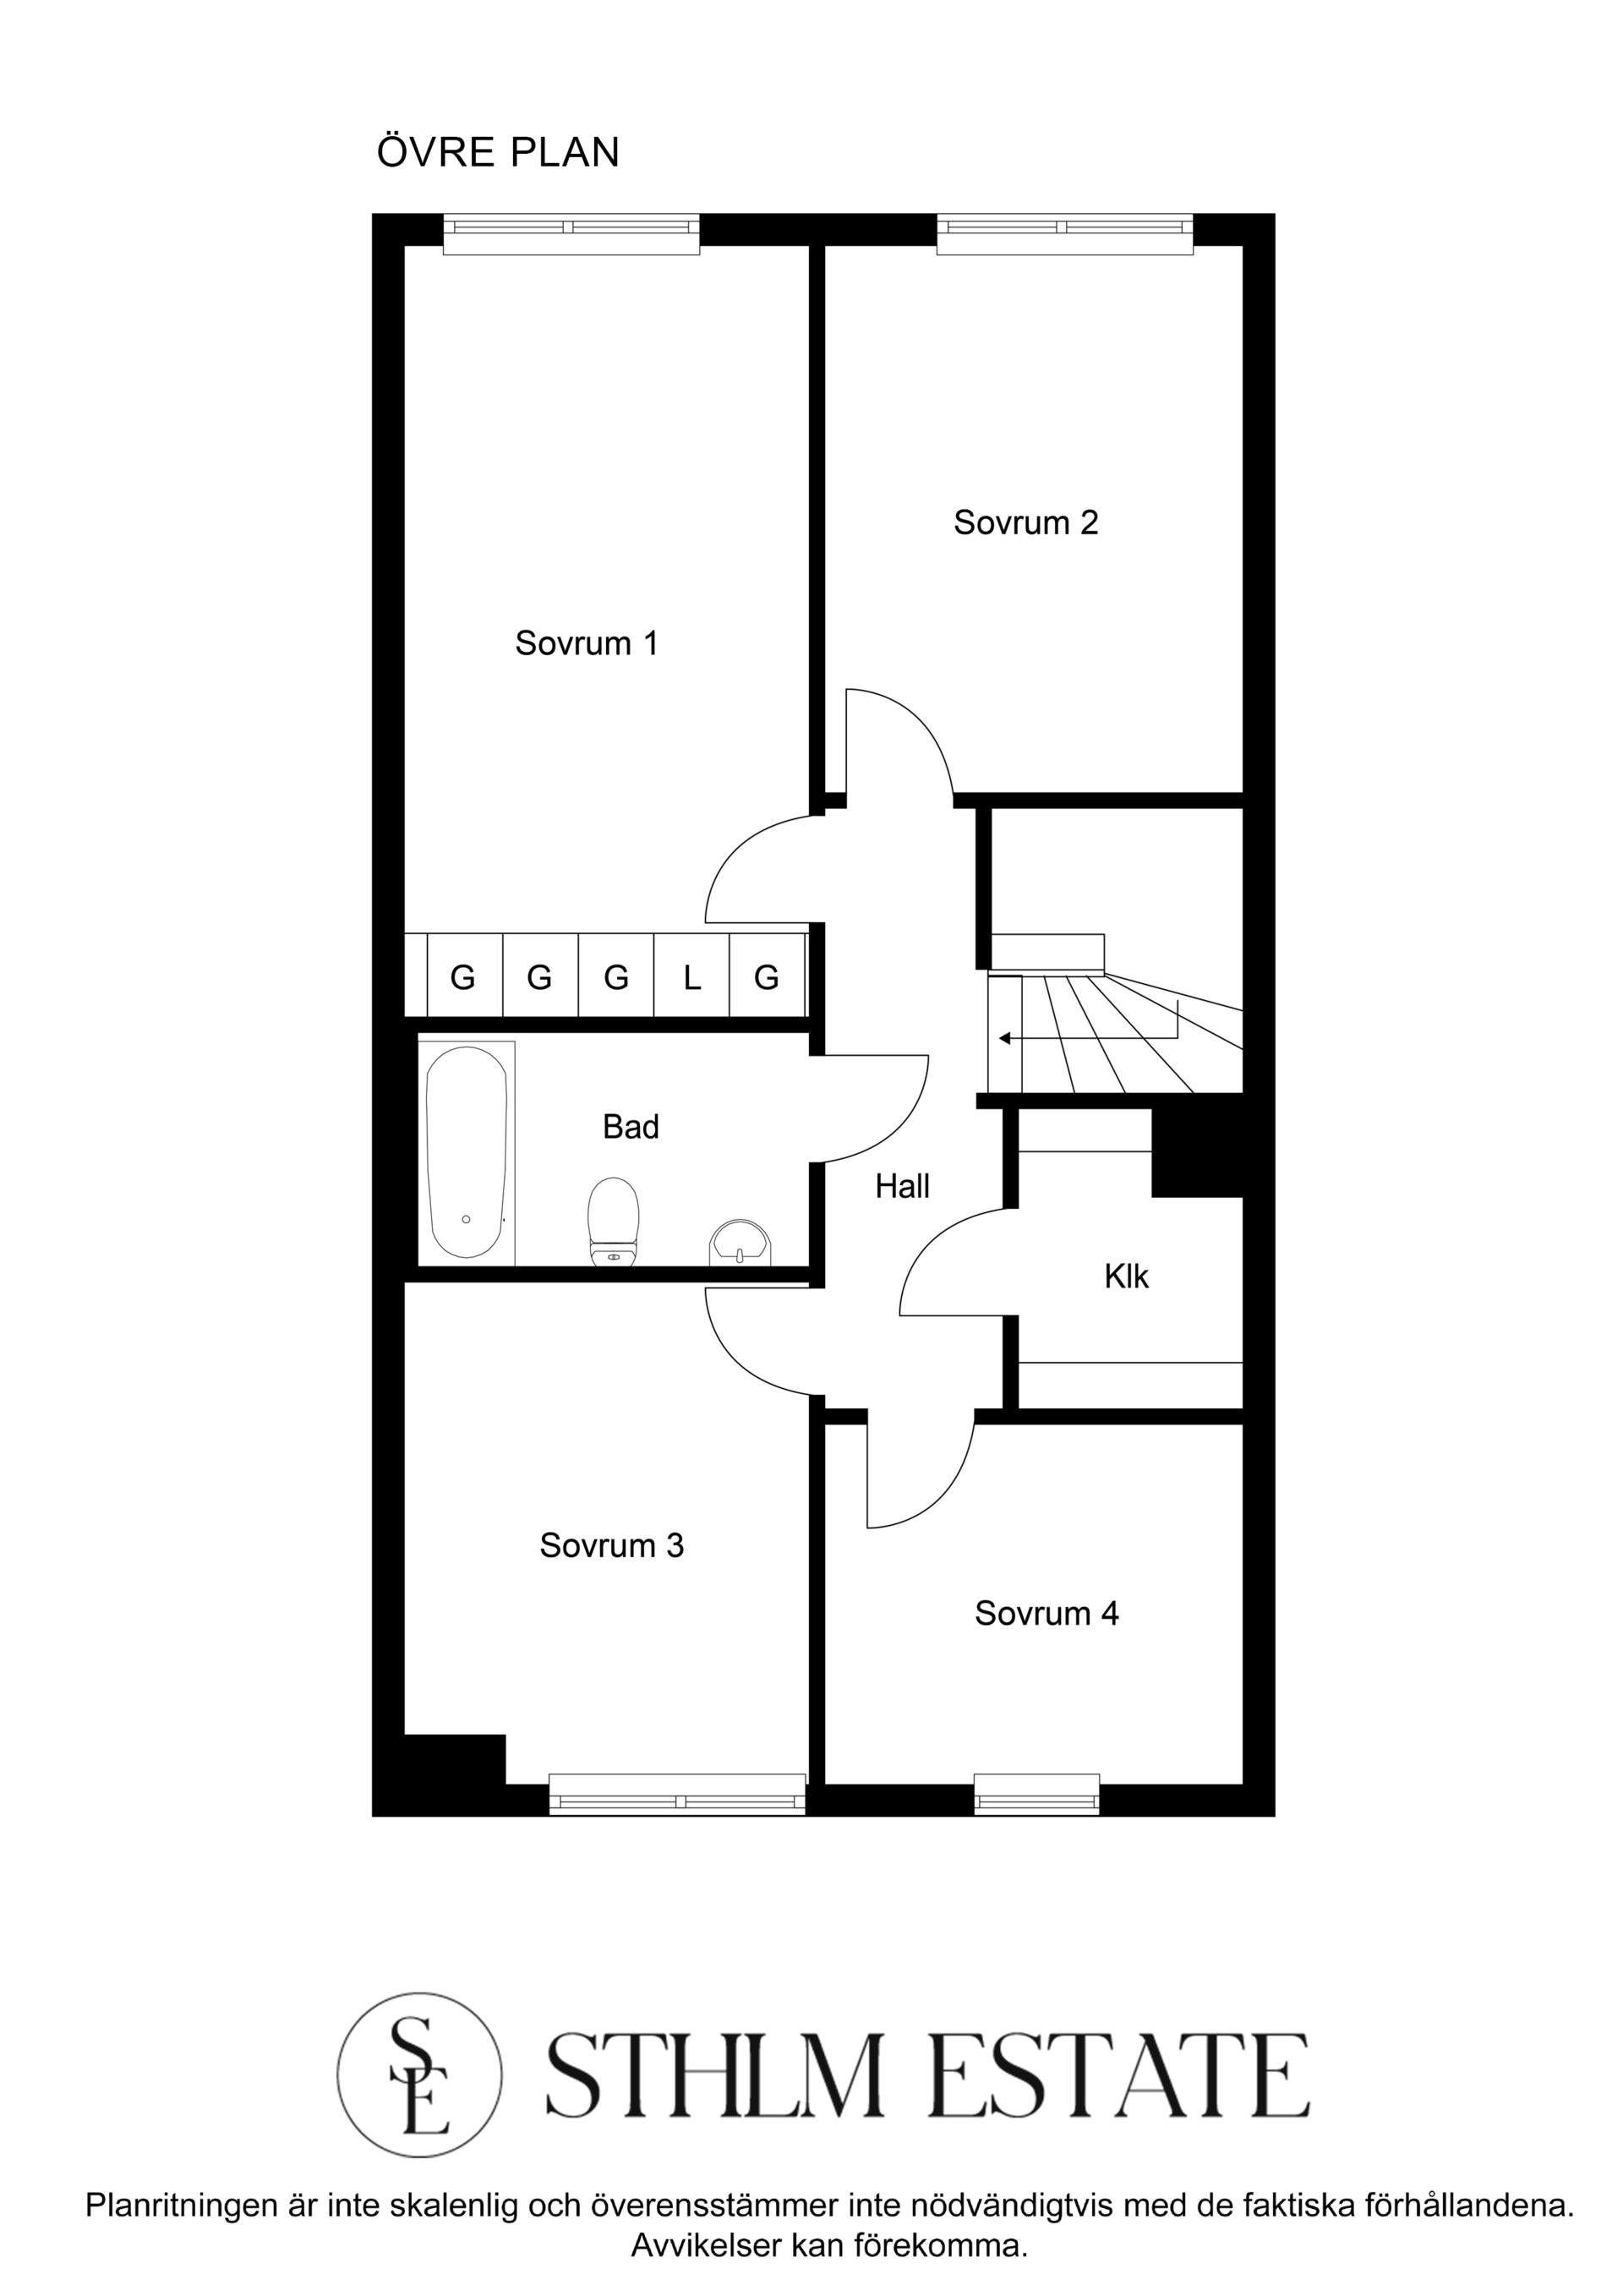 ÖVRE PLAN
Sovrum 2
Sovrum 1
G G G L G
Bad
Hall
Klk
Sovrum 3
Sovrum 4
SE STHLM ESTATE
Planritningen är inte skalenlig och överensstämmer inte nödvändigtvis med de faktiska förhållandena.
Avvikelser kan förekomma.